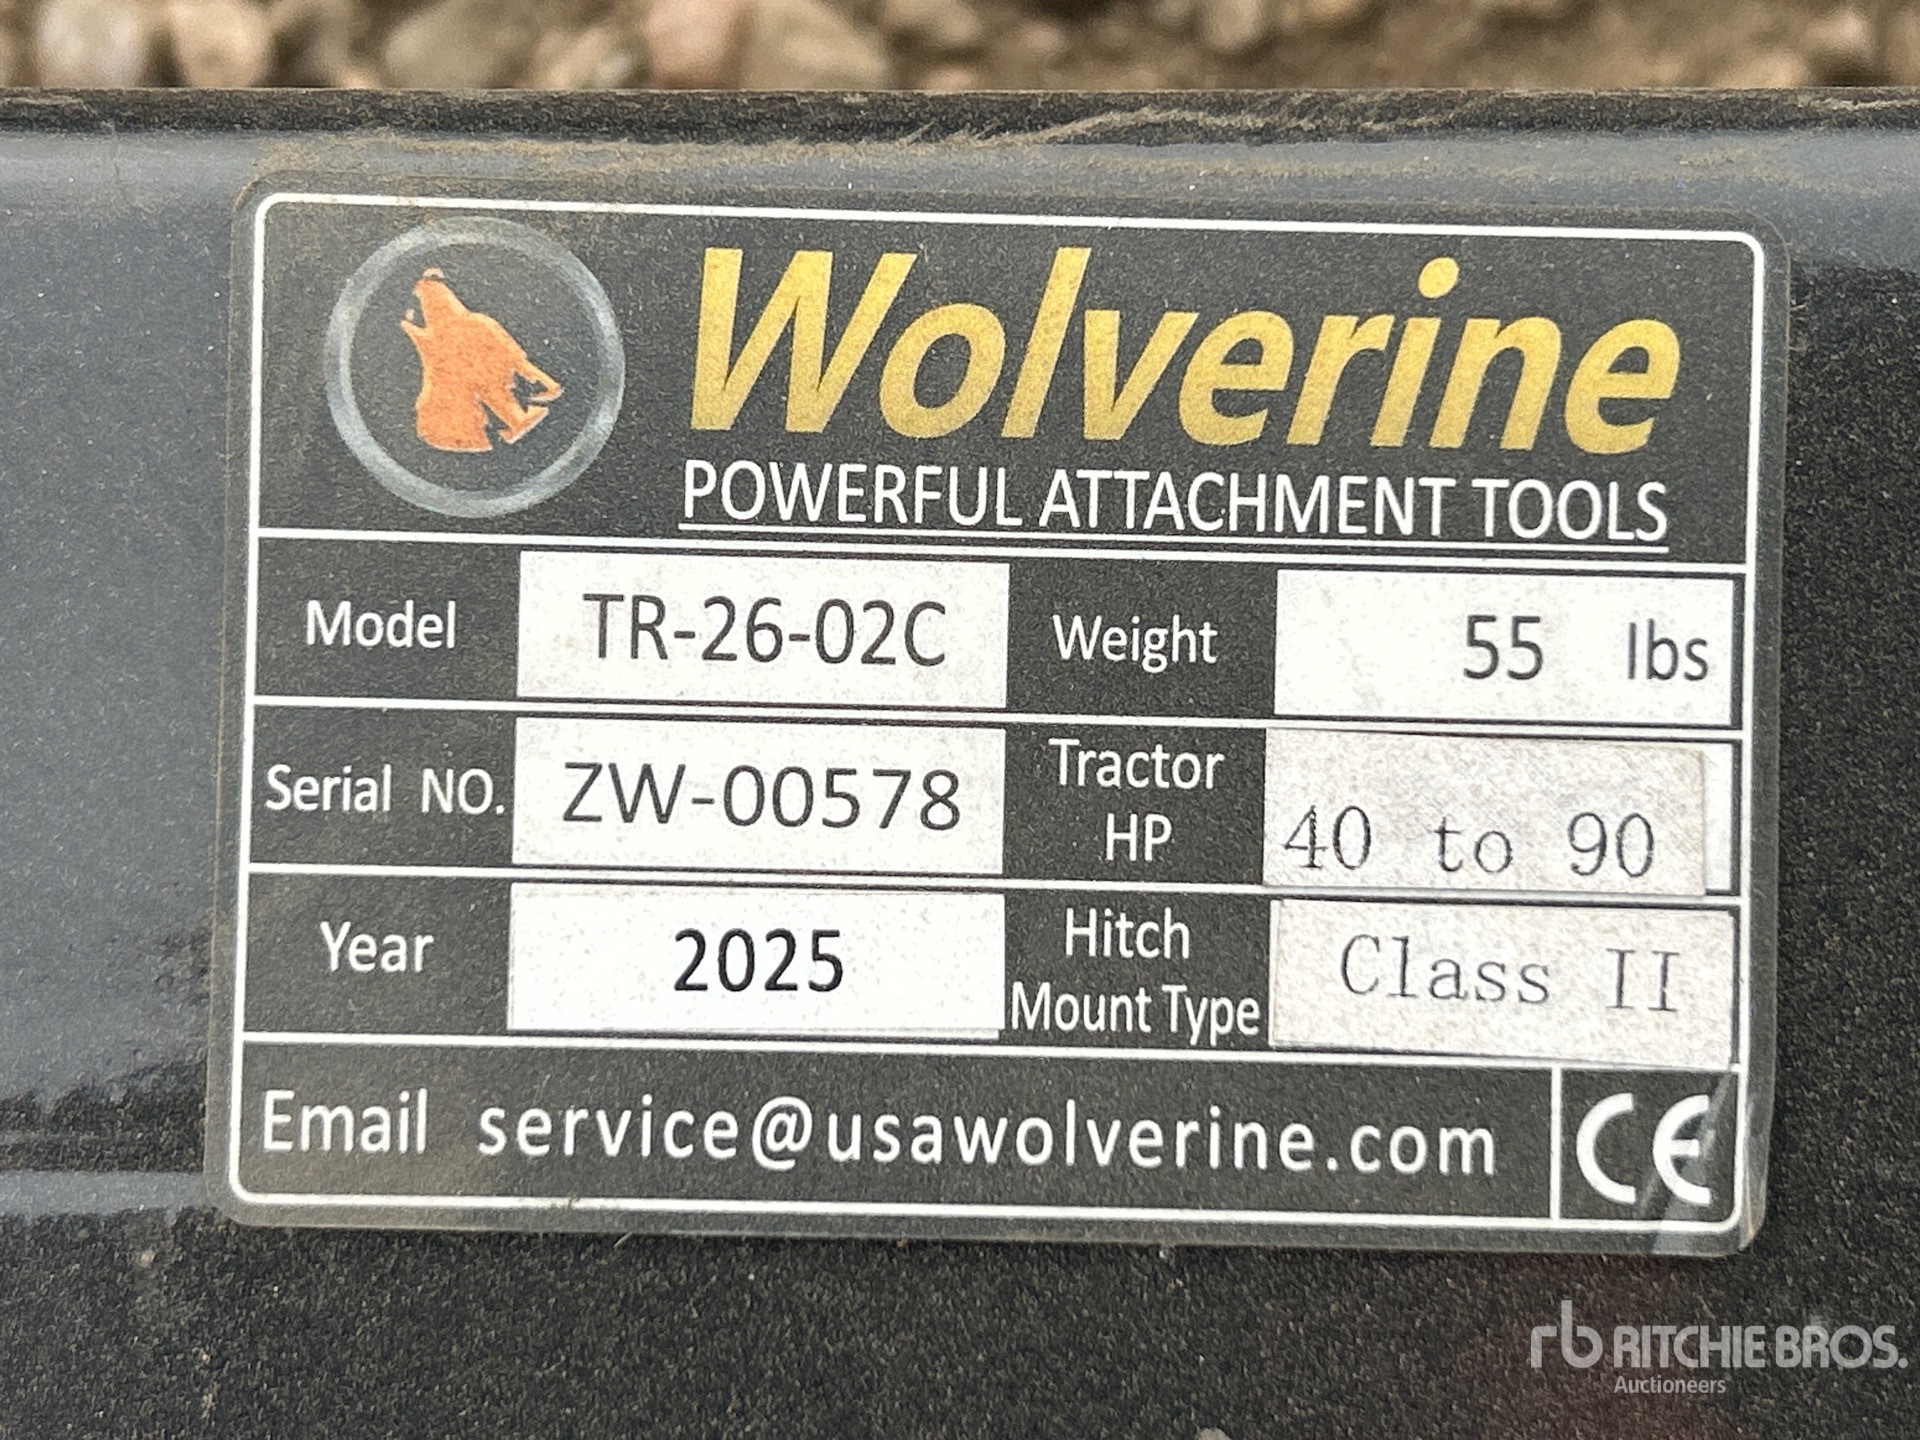 Wolverine
POWERFUL ATTACHMENT TOOLS
Model TR-26-02C Weight 55 lbs
Serial NO. ZW-00578 Tractor HP 40 to 90
Year 2025 Hitch Mount Type Class II
Email service@usawolverine.com CE
rb RITCHIE BROS.
Auctioneers